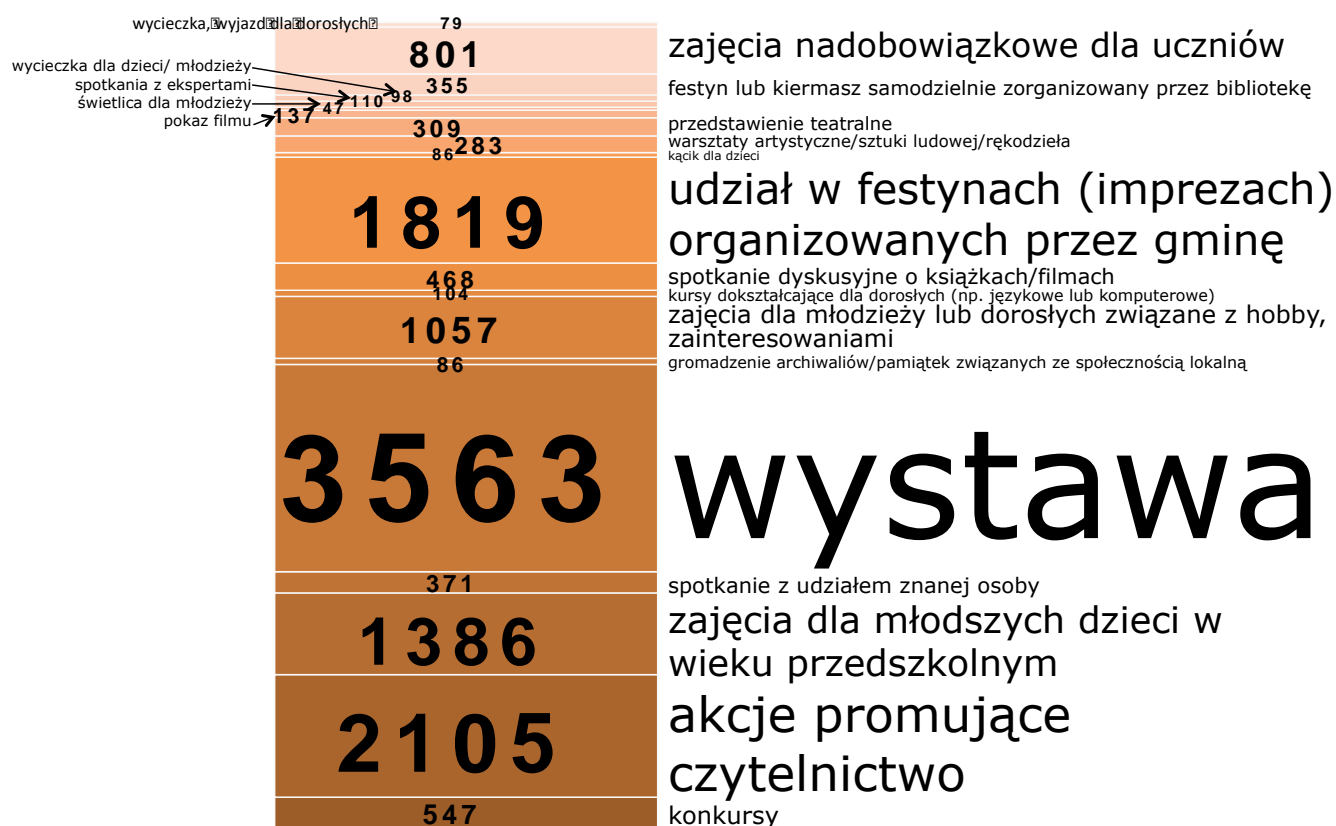 wycieczka, wyjazd dla dorosłych
79
801
zajęcia nadobowiązkowe dla uczniów
wycieczka dla dzieci/ młodzieży
98
355
festyn lub kiermasz samodzielnie zorganizowany przez bibliotekę
spotkania z ekspertami
110
świetlica dla młodzieży
47
pokaz filmu
137
309
przedstawienie teatralne
283
warsztaty artystyczne/sztuki ludowej/rękodzieła
86
kącik dla dzieci
1819
udział w festynach (imprezach)
organizowanych przez gminę
468
spotkanie dyskusyjne o książkach/filmach
104
kursy dokształcające dla dorosłych (np. językowe lub komputerowe)
1057
zajęcia dla młodzieży lub dorosłych związane z hobby,
zainteresowaniami
86
gromadzenie archiwaliów/pamiątek związanych ze społecznością lokalną
3563
wystawa
371
spotkanie z udziałem znanej osoby
1386
zajęcia dla młodszych dzieci w
wieku przedszkolnym
2105
akcje promujące
czytelnictwo
547
konkursy